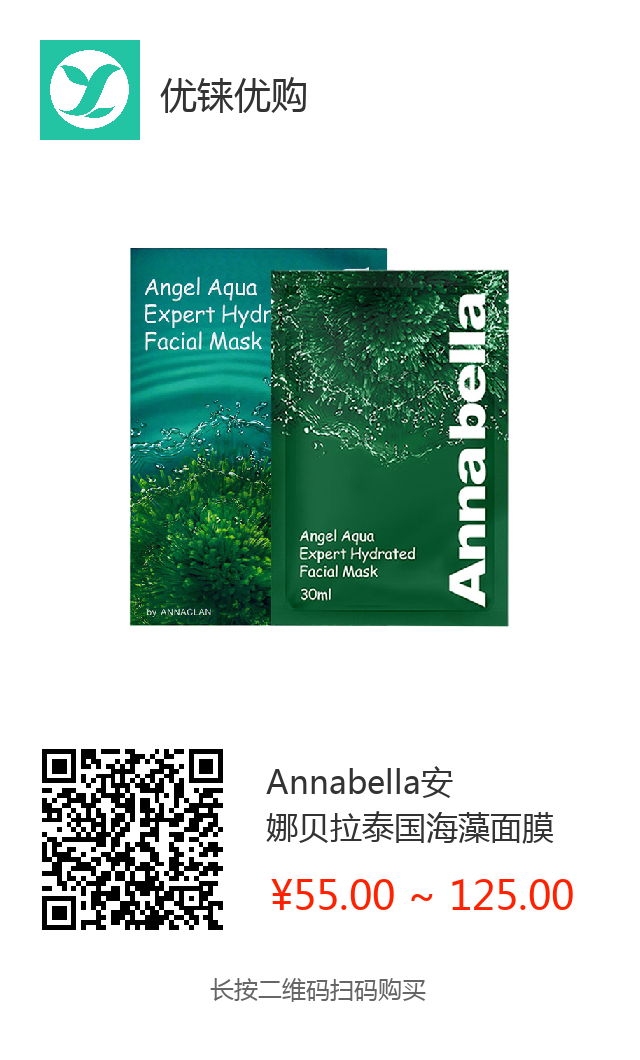 优铼优购
Angel Aqua
Expert Hydr
Facial Mask
by ANNAGLAN
Annabella
Angel Aqua
Expert Hydrated
Facial Mask
30ml
Annabella安
娜贝拉泰国海藻面膜
¥55.00 ~ 125.00
长按二维码扫码购买